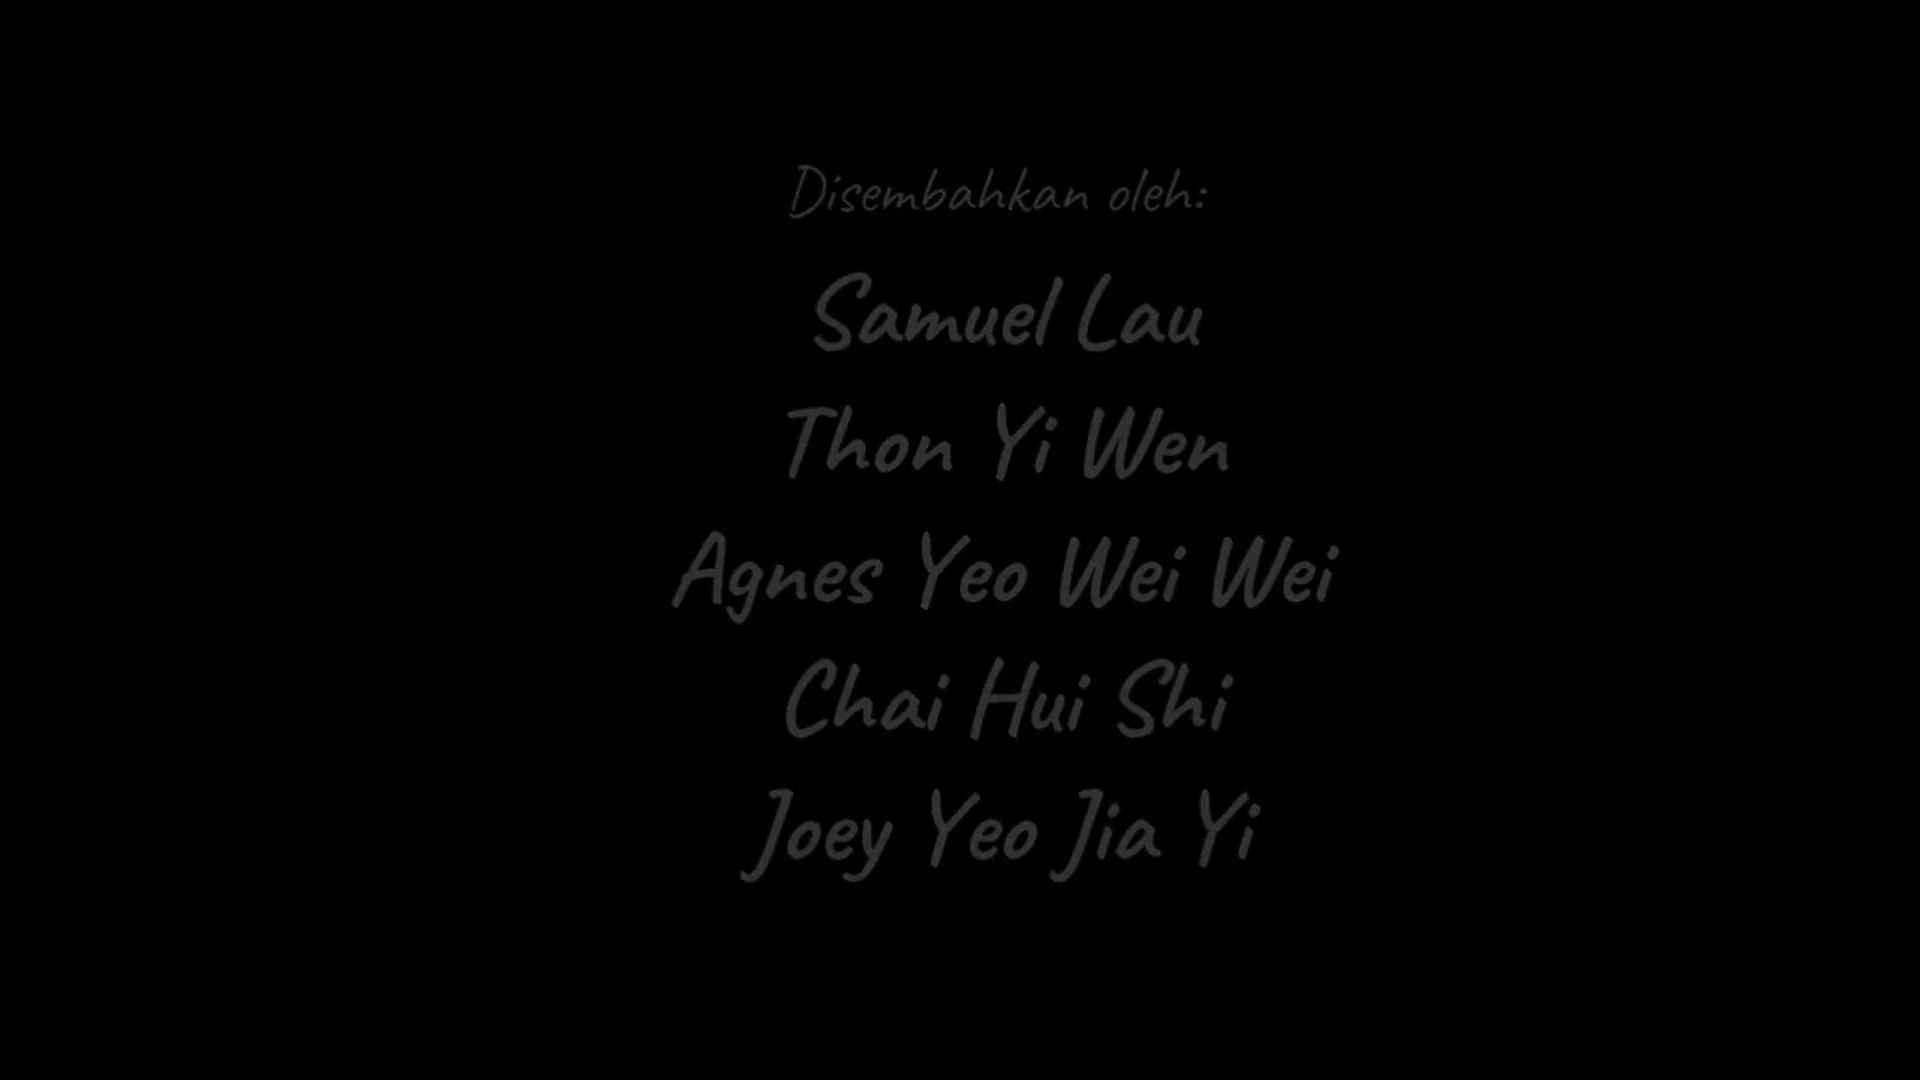 Disembahkan oleh:
Samuel Lau
Thon Yi Wen
Agnes Yeo Wei Wei
Chai Hui Shi
Joey Yeo Jia Yi